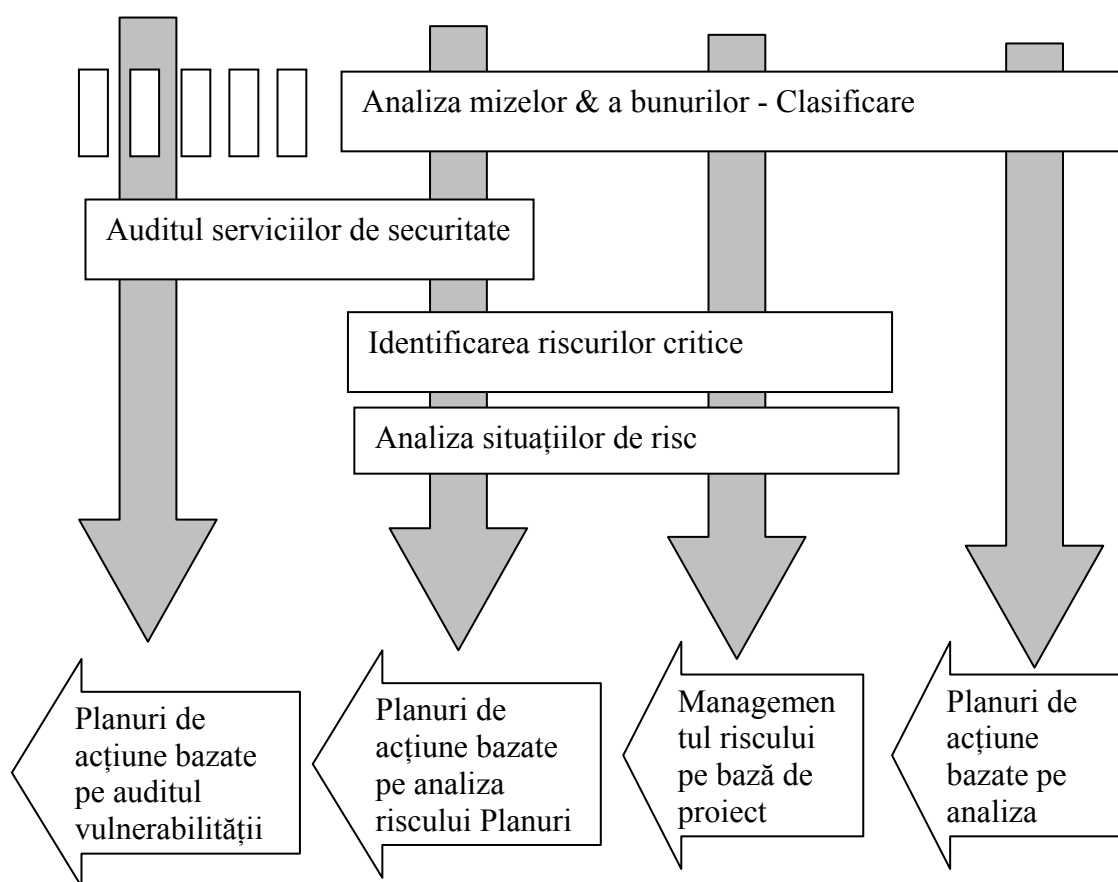 Analiza mizelor & a bunurilor - Clasificare
Auditul serviciilor de securitate
Identificarea riscurilor critice
Analiza situațiilor de risc
Planuri de
acțiune bazate
pe auditul
vulnerabilității
Planuri de
acțiune bazate
pe analiza
riscului Planuri
Managemen
tul riscului
pe bază de
proiect
Planuri de
acțiune
bazate pe
analiza